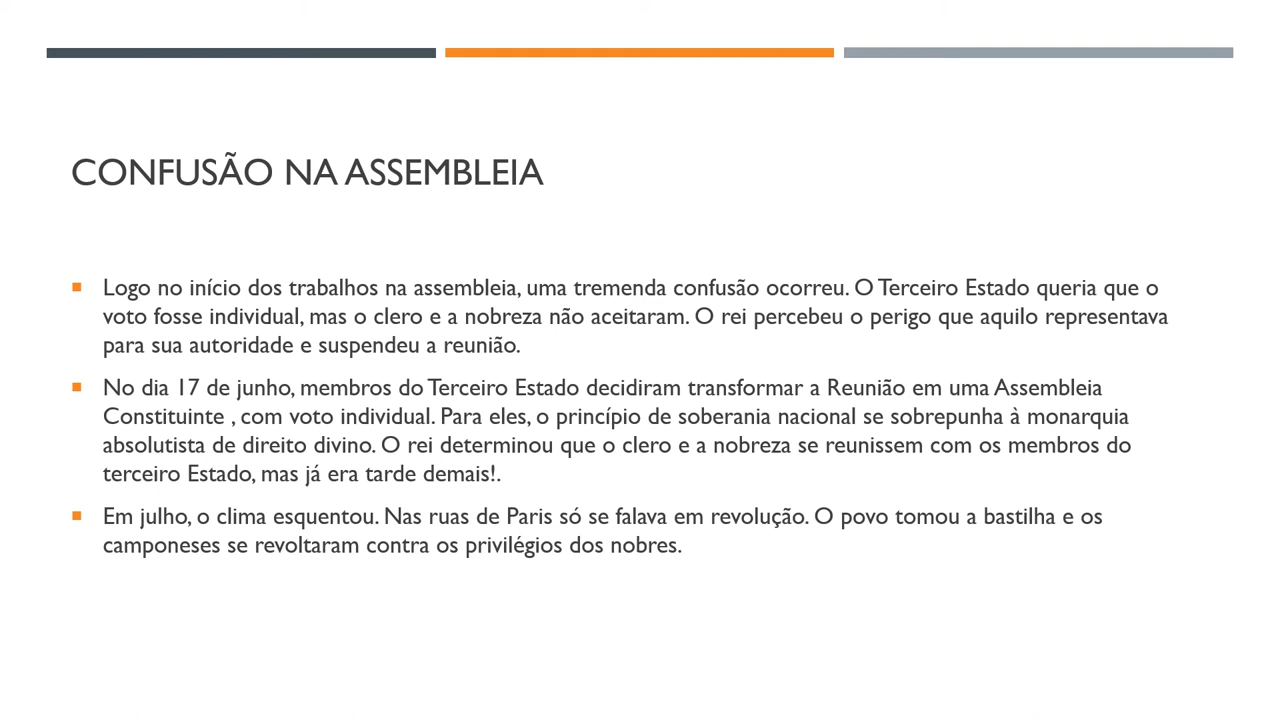 CONFUSÃO NA ASSEMBLEIA
Logo no início dos trabalhos na assembleia, uma tremenda confusão ocorreu. O Terceiro Estado queria que o
voto fosse individual, mas o clero e a nobreza não aceitaram. O rei percebeu o perigo que aquilo representava
para sua autoridade e suspendeu a reunião.
No dia 17 de junho, membros do Terceiro Estado decidiram transformar a Reunião em uma Assembleia
Constituinte , com voto individual. Para eles, o princípio de soberania nacional se sobrepunha à monarquia
absolutista de direito divino. O rei determinou que o clero e a nobreza se reunissem com os membros do
terceiro Estado, mas já era tarde demais!.
Em julho, o clima esquentou. Nas ruas de Paris só se falava em revolução. O povo tomou a bastilha e os
camponeses se revoltaram contra os privilégios dos nobres.